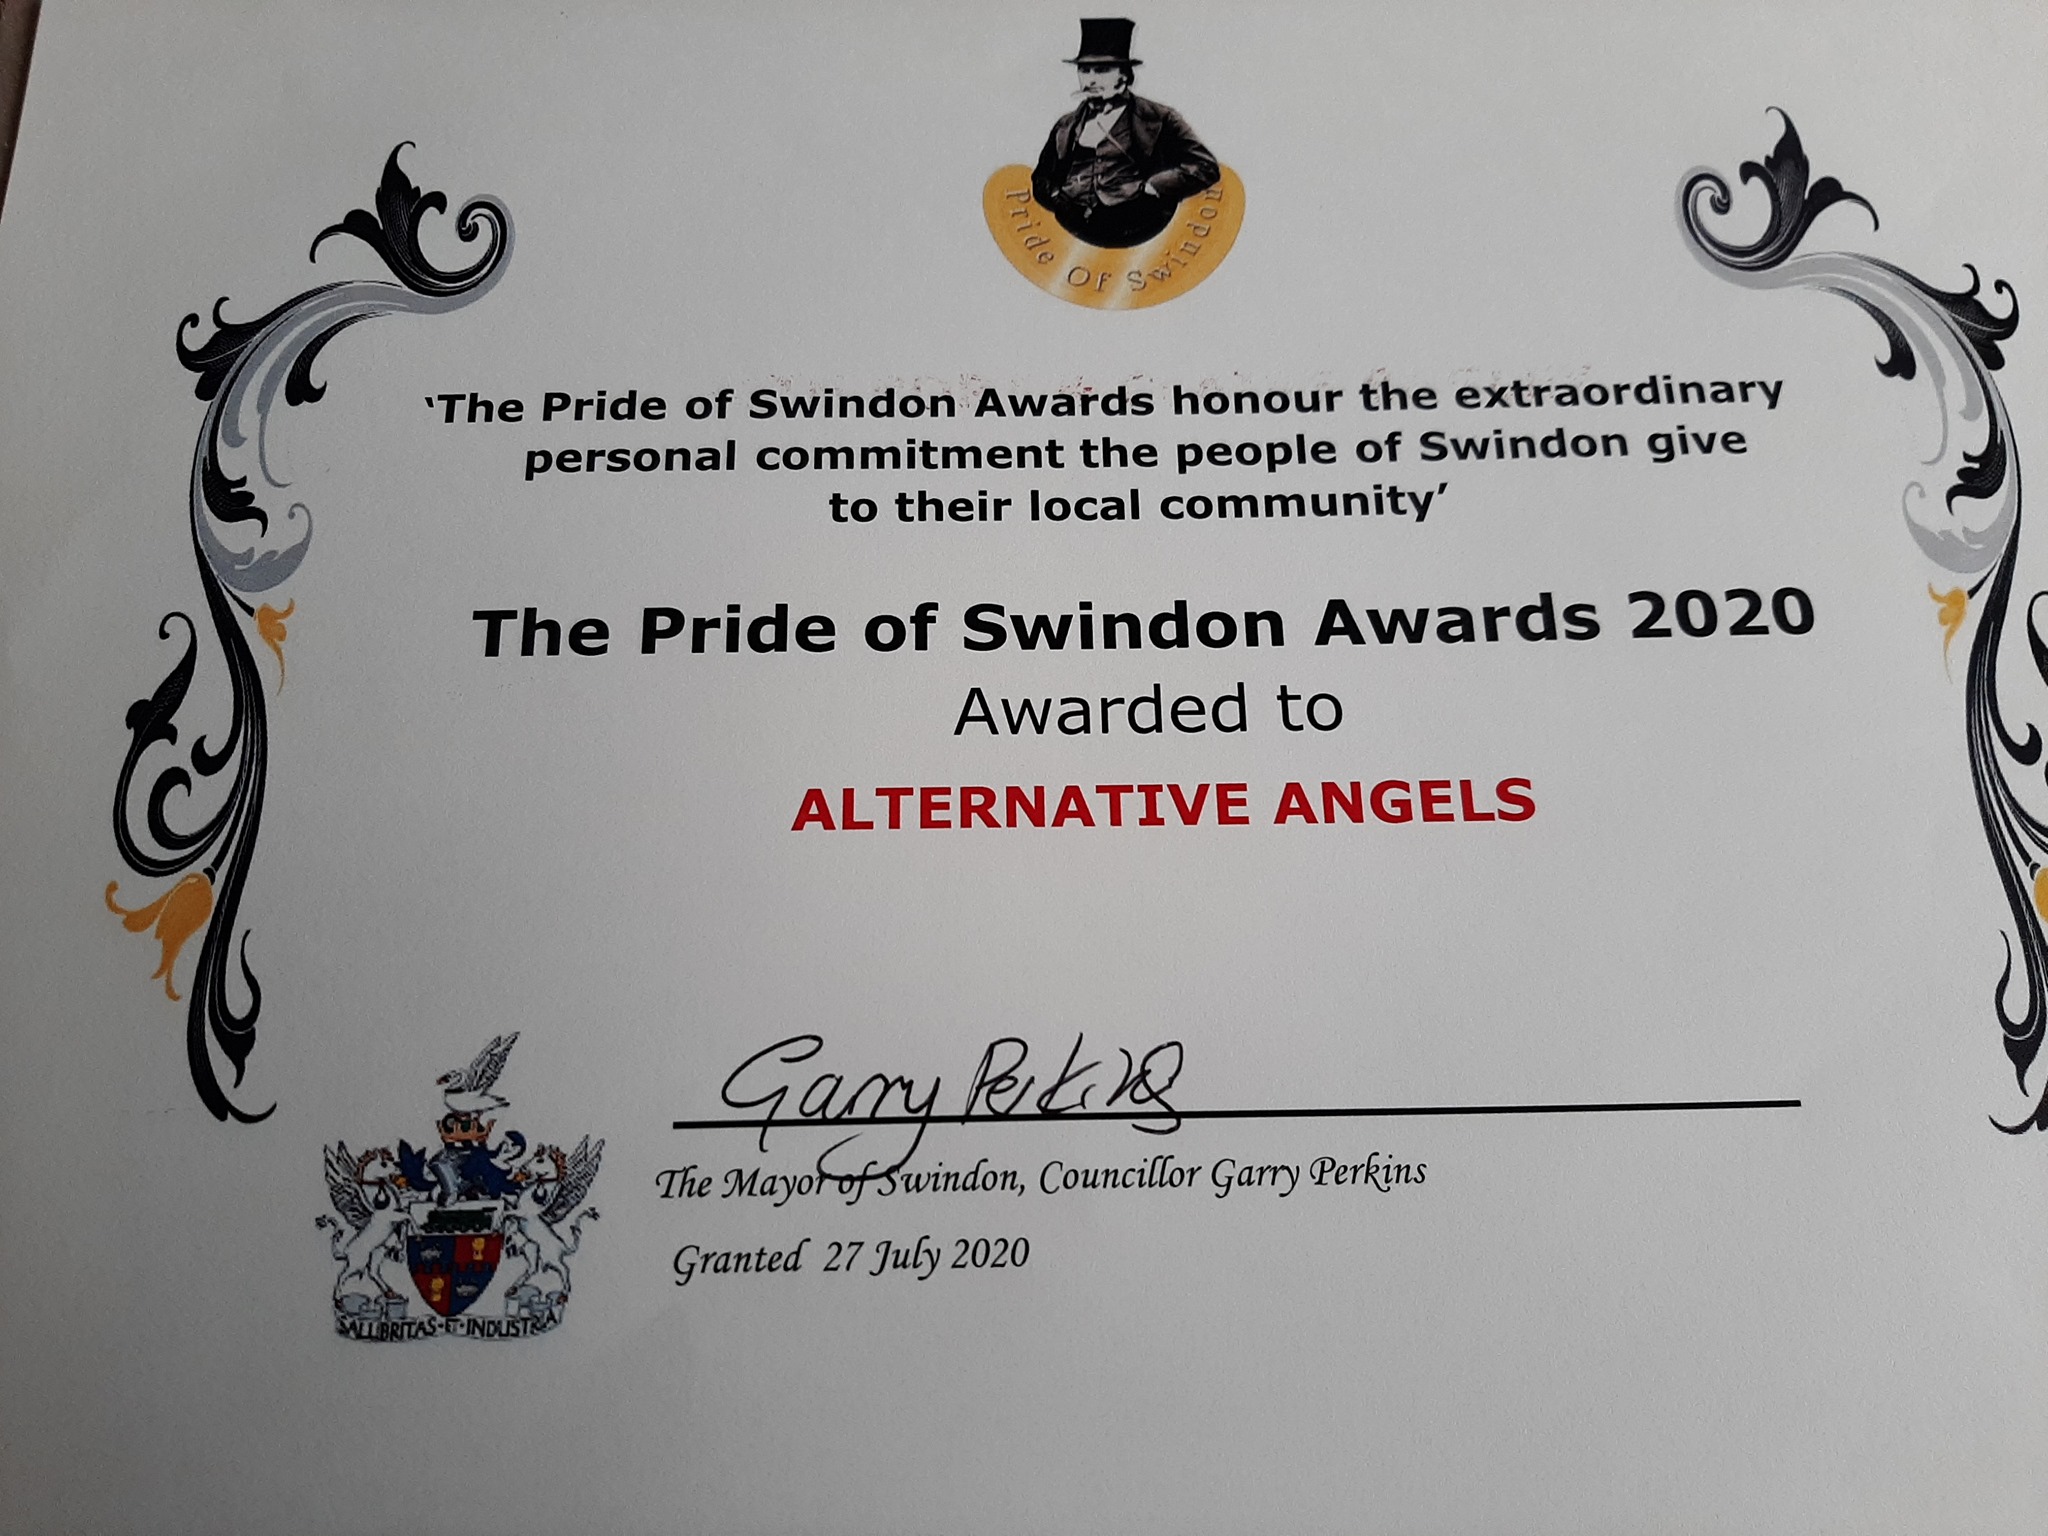 Pride Of Swindon
‘The Pride of Swindon Awards honour the extraordinary
personal commitment the people of Swindon give
to their local community’
The Pride of Swindon Awards 2020
Awarded to
ALTERNATIVE ANGELS
Garry Perkins
The Mayor of Swindon, Councillor Garry Perkins
Granted 27 July 2020
SALUBRITAS·ET·INDUSTRIA